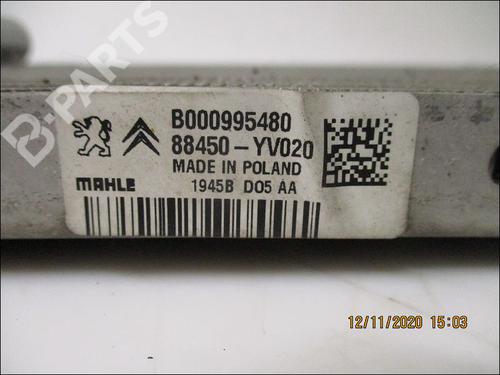 B-PARTS
B000995480
88450-YV020
MADE IN POLAND
MAHLE
1945B D05 AA
12/11/2020 15:03